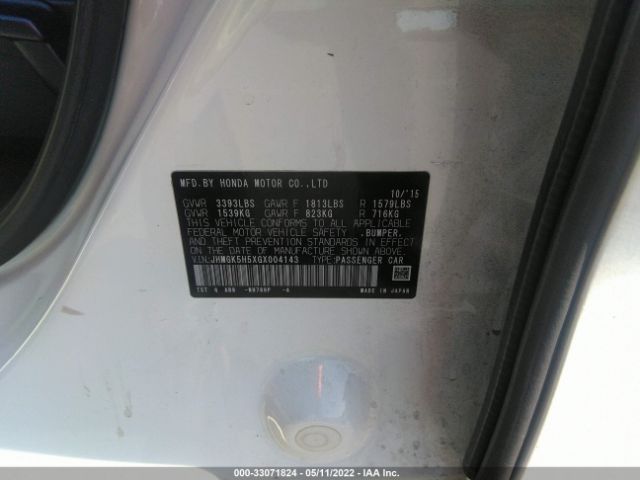 MFD.BY HONDA MOTOR CO.,LTD 10/'15
GVWR 3393LBS GAWR F 1813LBS R 1579LBS
GVWR 1539KG GAWR F 823KG R 716KG
THIS VEHICLE CONFORMS TO ALL APPLICABLE
FEDERAL MOTOR VEHICLE SAFETY ,BUMPER,
AND THEFT PREVENTION STANDARDS IN EFFECT
ON THE DATE OF MANUFACTURE SHOWN ABOVE.
VIN:JHMGK5H5XGX004143 TYPE:PASSENGER CAR
MADE IN JAPAN
000-33071824 - 05/11/2022 - IAA Inc.